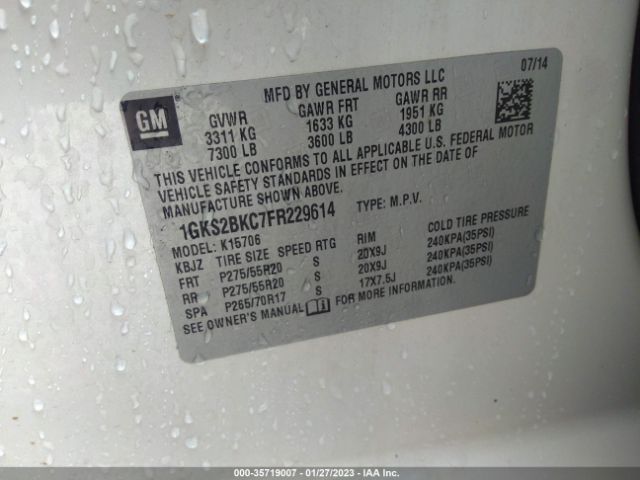 07/14
MFD BY GENERAL MOTORS LLC
GM
GVWR GAWR FRT GAWR RR
3311 KG 1633 KG 1951 KG
7300 LB 3600 LB 4300 LB
THIS VEHICLE CONFORMS TO ALL APPLICABLE U.S. FEDERAL MOTOR
VEHICLE SAFETY STANDARDS IN EFFECT ON THE DATE OF
MANUFACTURE SHOWN ABOVE.
1GKS2BKC7FR229614 TYPE: M.P.V.
MODEL: K15706
KBJZ TIRE SIZE SPEED RTG RIM COLD TIRE PRESSURE
FRT P275/55R20 S 20X9J 240KPA(35PSI)
RR P275/55R20 S 20X9J 240KPA(35PSI)
SPA P265/70R17 S 17X7.5J 240KPA(35PSI)
SEE OWNER'S MANUAL FOR MORE INFORMATION.
000-35719007 - 01/27/2023 - IAA Inc.